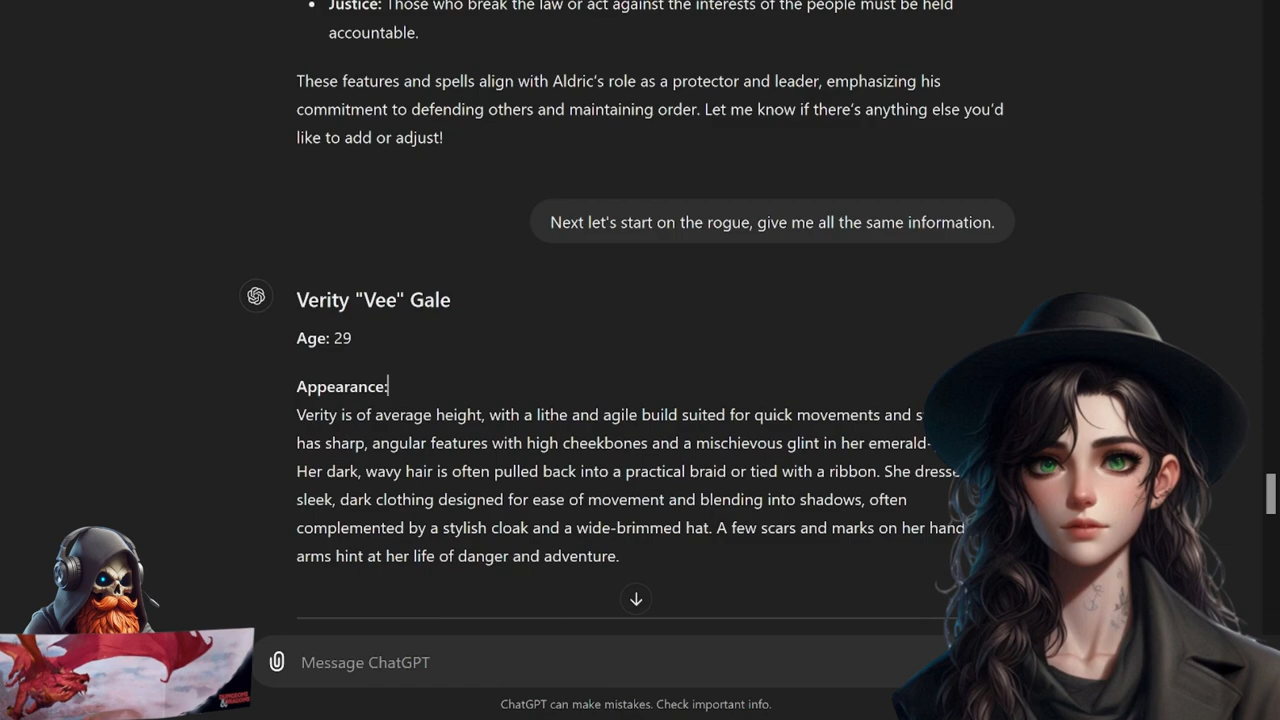 • Justice: Those who break the law or act against the interests of the people must be held
accountable.
These features and spells align with Aldric's role as a protector and leader, emphasizing his
commitment to defending others and maintaining order. Let me know if there's anything else you'd
like to add or adjust!
Next let's start on the rogue, give me all the same information.
Verity "Vee" Gale
Age: 29
Appearance:
Verity is of average height, with a lithe and agile build suited for quick movements and
has sharp, angular features with high cheekbones and a mischievous glint in her emerald-
Her dark, wavy hair is often pulled back into a practical braid or tied with a ribbon. She
sleek, dark clothing designed for ease of movement and blending into shadows, often
complemented by a stylish cloak and a wide-brimmed hat. A few scars and marks on her
arms hint at her life of danger and adventure.
Message ChatGPT
ChatGPT can make mistakes. Check important info.
DUNGEONS
& DRAGONS